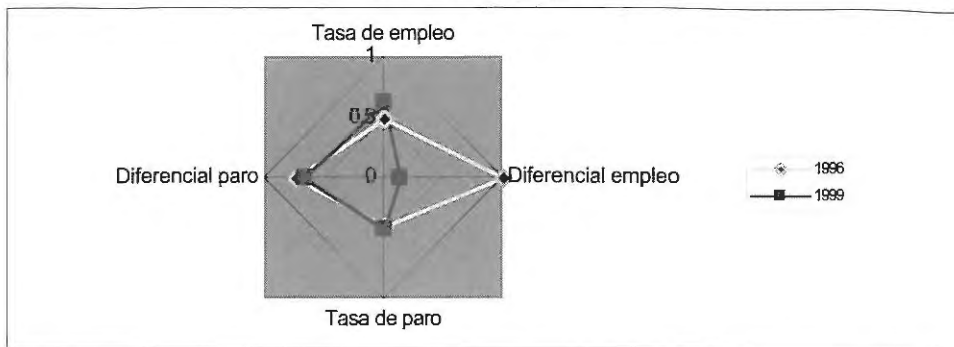 Tasa de empleo
1
0.5
Diferencial paro
0
Diferencial empleo
1996
1999
Tasa de paro